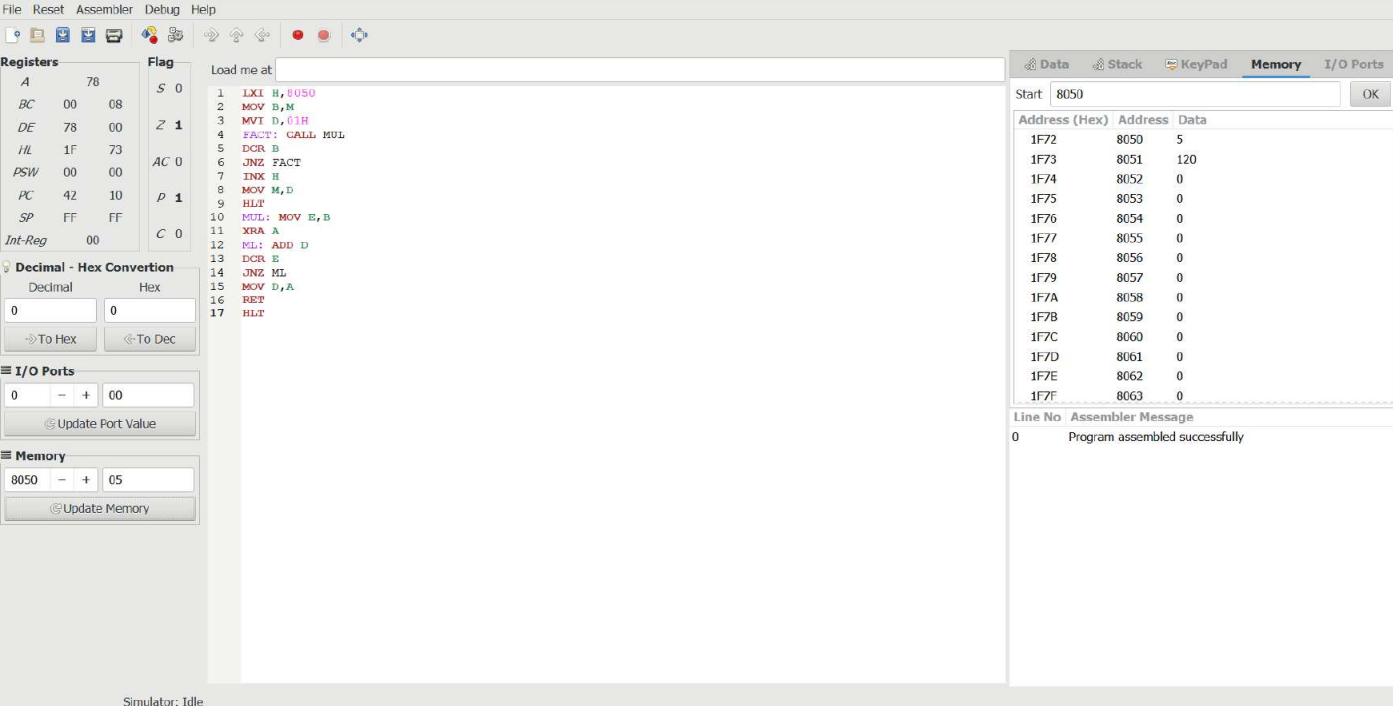 File Reset Assembler Debug Help
Registers
A 78
BC 00 08
DE 78 00
HL 1F 73
PSW 00 00
PC 42 10
SP FF FF
Int-Reg 00
Flag
S 0
Z 1
AC 0
P 1
C 0
Decimal - Hex Convertion
Decimal Hex
0 0
To Hex To Dec
I/O Ports
0 − + 00
Update Port Value
Memory
8050 − + 05
Update Memory
Load me at
1 LXI H,8050
2 MOV B,M
3 MVI D,01H
4 FACT: CALL MUL
5 DCR B
6 JNZ FACT
7 INX H
8 MOV M,D
9 HLT
10 MUL: MOV E,B
11 XRA A
12 ML: ADD D
13 DCR E
14 JNZ ML
15 MOV D,A
16 RET
17 HLT
Data Stack KeyPad Memory I/O Ports
Start 8050 OK
Address (Hex) Address Data
1F72 8050 5
1F73 8051 120
1F74 8052 0
1F75 8053 0
1F76 8054 0
1F77 8055 0
1F78 8056 0
1F79 8057 0
1F7A 8058 0
1F7B 8059 0
1F7C 8060 0
1F7D 8061 0
1F7E 8062 0
1F7F 8063 0
Line No Assembler Message
0 Program assembled successfully
Simulator: Idle